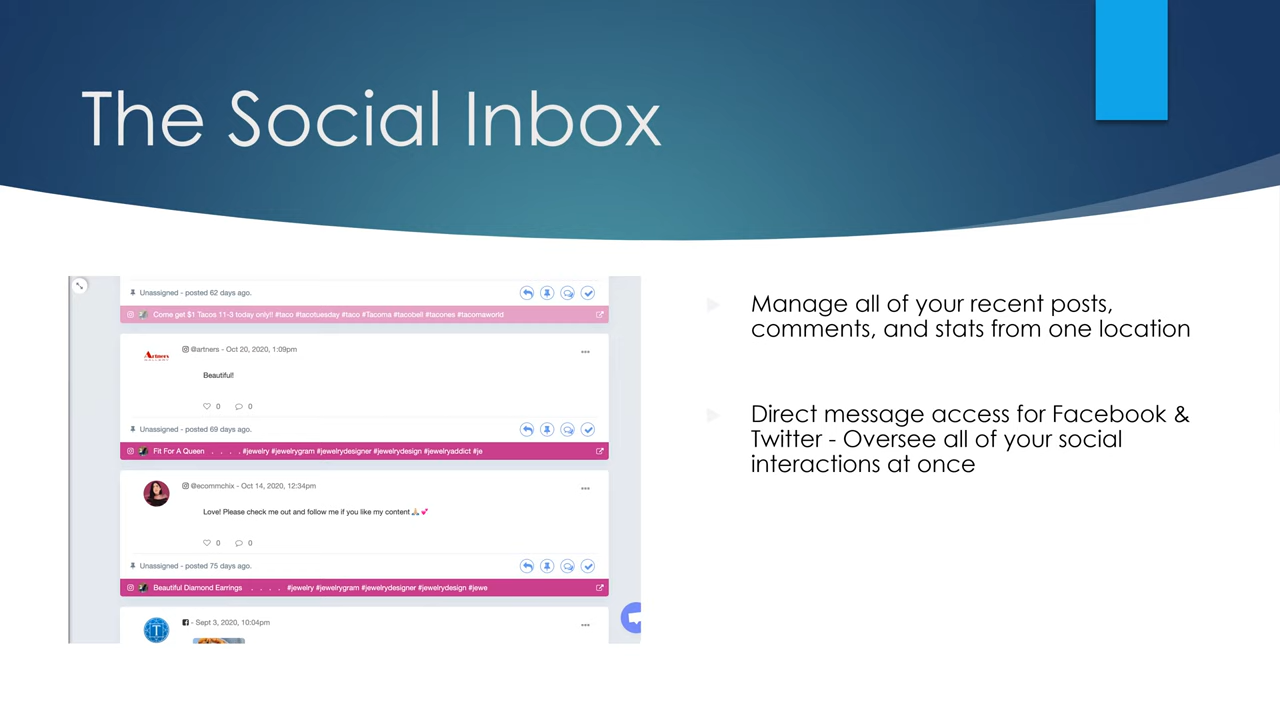 The Social Inbox
Unassigned - posted 62 days ago.
Come get $1 Tacos 11-3 today only!! #taco #tacotuesday #taco #Tacoma #tacobell #tacones #tacomaworld
Artners
GALLERY
@artners - Oct 20, 2020, 1:09pm
Beautiful!
0 0
Unassigned - posted 69 days ago.
Fit For A Queen . . . . #jewelry #jewelrygram #jewelrydesigner #jewelrydesign #jewelryaddict #je
@ecommchix - Oct 14, 2020, 12:34pm
Love! Please check me out and follow me if you like my content🙏🏼💕
0 0
Unassigned - posted 75 days ago.
Beautiful Diamond Earrings . . . . #jewelry #jewelrygram #jewelrydesigner #jewelrydesign #jewe
T
- Sept 3, 2020, 10:04pm
Manage all of your recent posts,
comments, and stats from one location
Direct message access for Facebook &
Twitter - Oversee all of your social
interactions at once